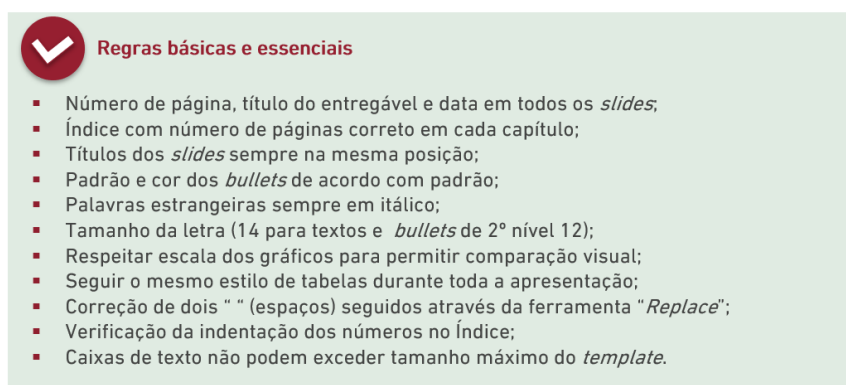 Regras básicas e essenciais
▪ Número de página, título do entregável e data em todos os slides;
▪ Índice com número de páginas correto em cada capítulo;
▪ Títulos dos slides sempre na mesma posição;
▪ Padrão e cor dos bullets de acordo com padrão;
▪ Palavras estrangeiras sempre em itálico;
▪ Tamanho da letra (14 para textos e  bullets de 2º nível 12);
▪ Respeitar escala dos gráficos para permitir comparação visual;
▪ Seguir o mesmo estilo de tabelas durante toda a apresentação;
▪ Correção de dois “ “ (espaços) seguidos através da ferramenta “Replace”;
▪ Verificação da indentação dos números no Índice;
▪ Caixas de texto não podem exceder tamanho máximo do template.